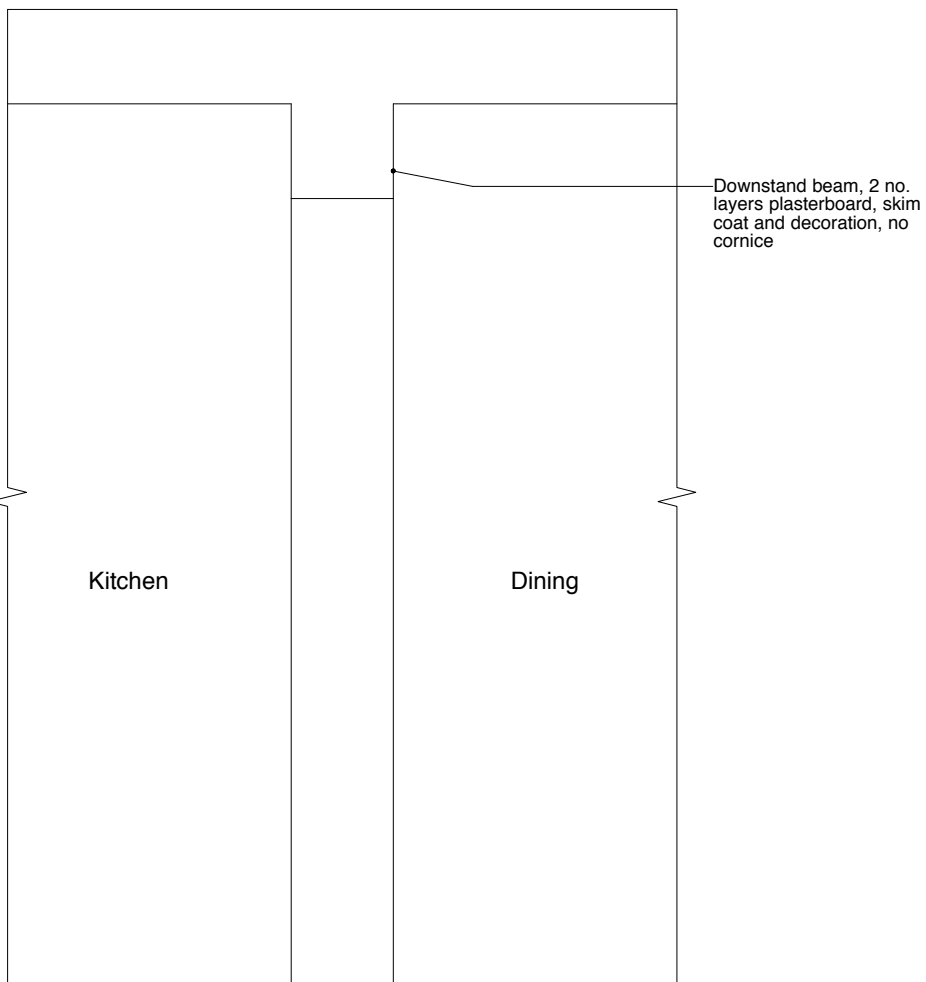 Downstand beam, 2 no.
layers plasterboard, skim
coat and decoration, no
cornice
Kitchen
Dining